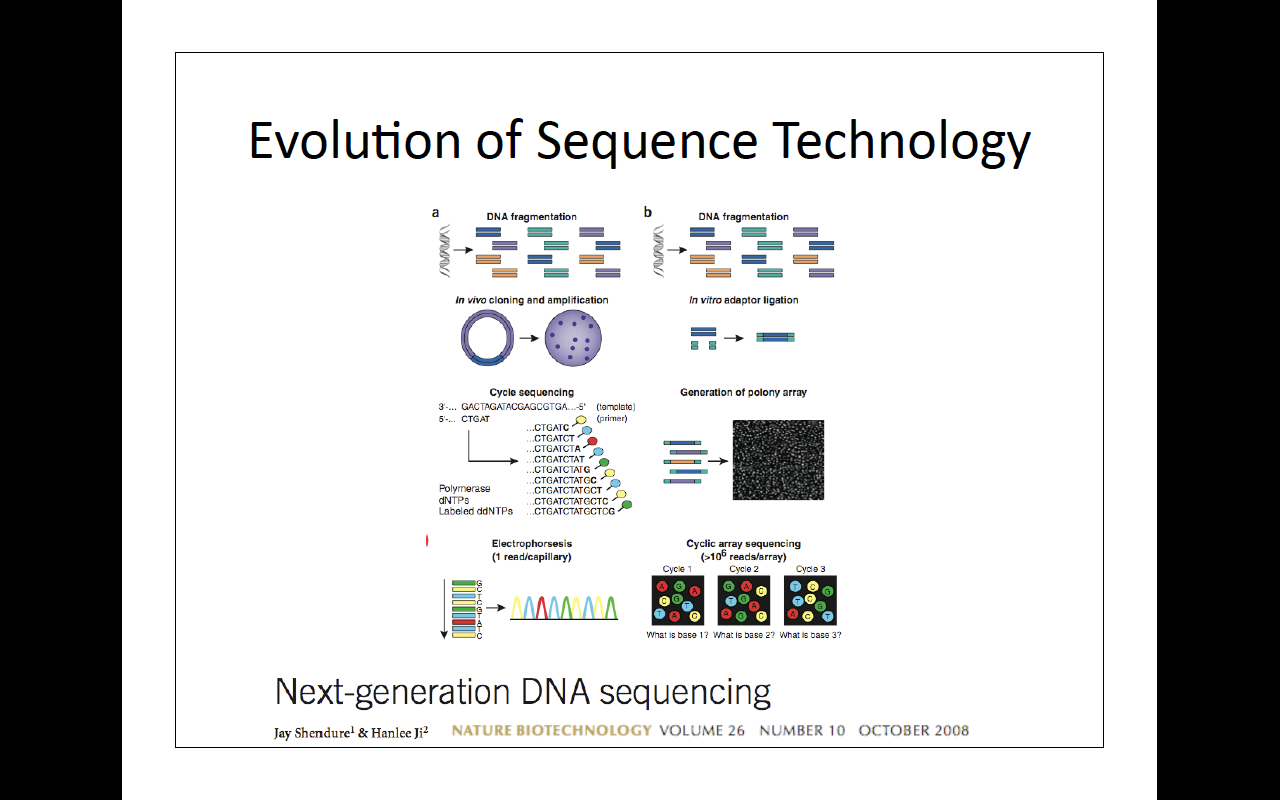 Evolution of Sequence Technology
a
DNA fragmentation
In vivo cloning and amplification
Cycle sequencing
3'-... GACTAGATACGAGCGTGA...-5' (template)
5'-... CTGAT (primer)
...CTGATC
...CTGATCT
...CTGATCTA
...CTGATCTAT
...CTGATCTATG
...CTGATCTATGC
...CTGATCTATGCT
...CTGATCTATGCTC
...CTGATCTATGCTCG
Polymerase
dNTPs
Labeled ddNTPs
Electrophorsesis
(1 read/capillary)
G
C
T
C
G
T
A
T
C
b
DNA fragmentation
In vitro adaptor ligation
Generation of polony array
Cyclic array sequencing
(>10⁶ reads/array)
Cycle 1 Cycle 2 Cycle 3
A G A
C G T
T A C
G A C
T G A
A G C
T C G
T C G
A C T
What is base 1? What is base 2? What is base 3?
Next-generation DNA sequencing
Jay Shendure¹ & Hanlee Ji² NATURE BIOTECHNOLOGY VOLUME 26 NUMBER 10 OCTOBER 2008